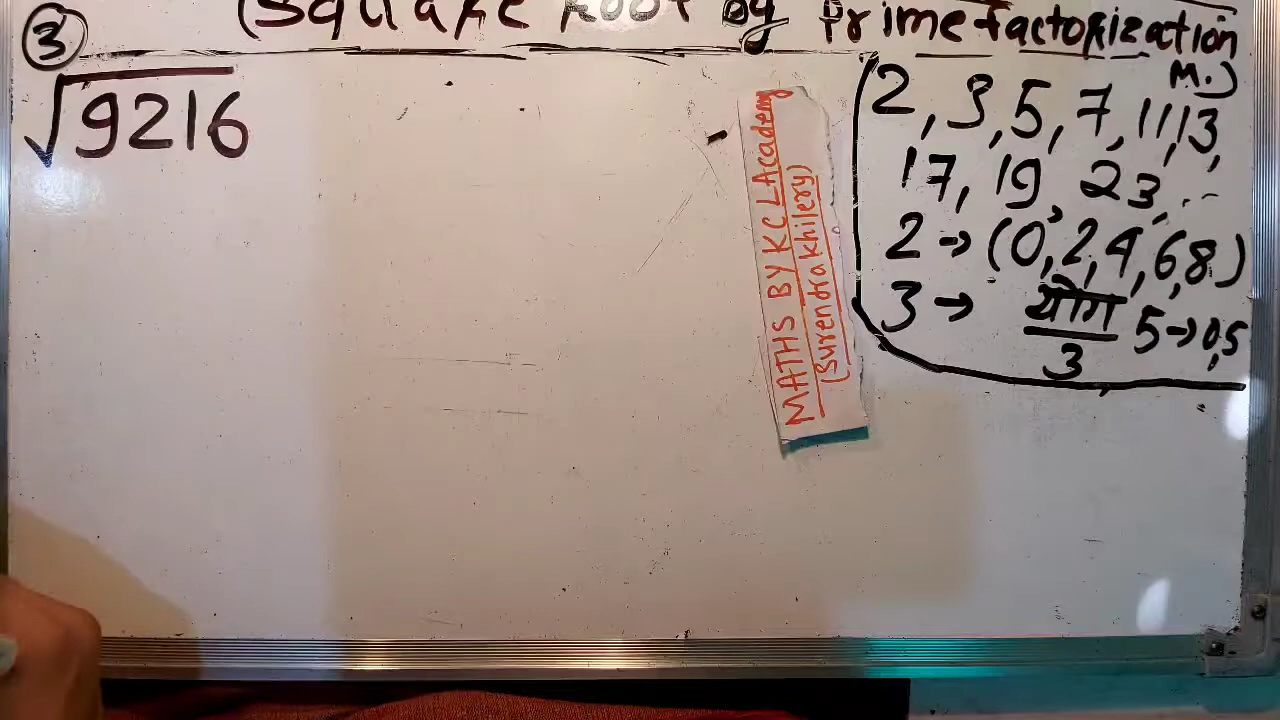 ③ (Square Root By Prime Factorization M.)
√9216
2, 3, 5, 7, 11, 13,
17, 19, 23, ...
2 → (0, 2, 4, 6, 8)
3 → योग/3 5 → 0,5
MATHS BY KCL Academy
(Surendra khilery)